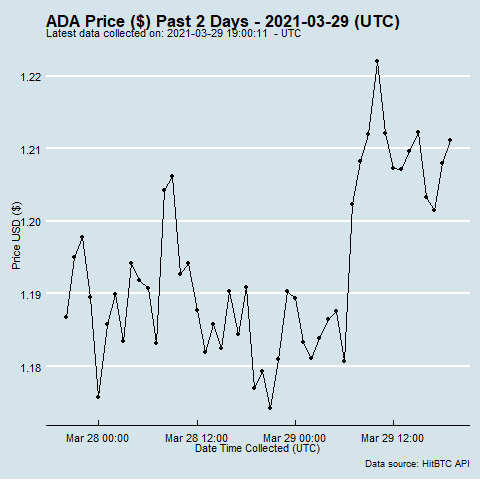 ADA Price ($) Past 2 Days - 2021-03-29 (UTC)
Latest data collected on: 2021-03-29 19:00:11 - UTC
1.22
1.21
1.20
1.19
1.18
Price USD ($)
Mar 28 00:00 Mar 28 12:00 Mar 29 00:00 Mar 29 12:00
Date Time Collected (UTC)
Data source: HitBTC API